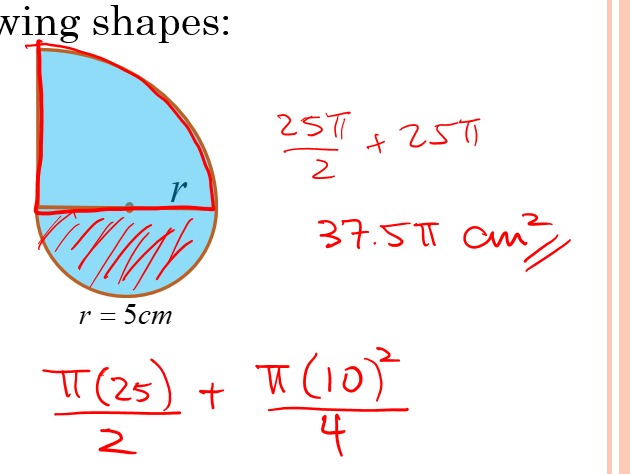 wing shapes:
25π/2 + 25π
r
37.5π cm²
r = 5cm
π(25)/2 + π(10)²/4